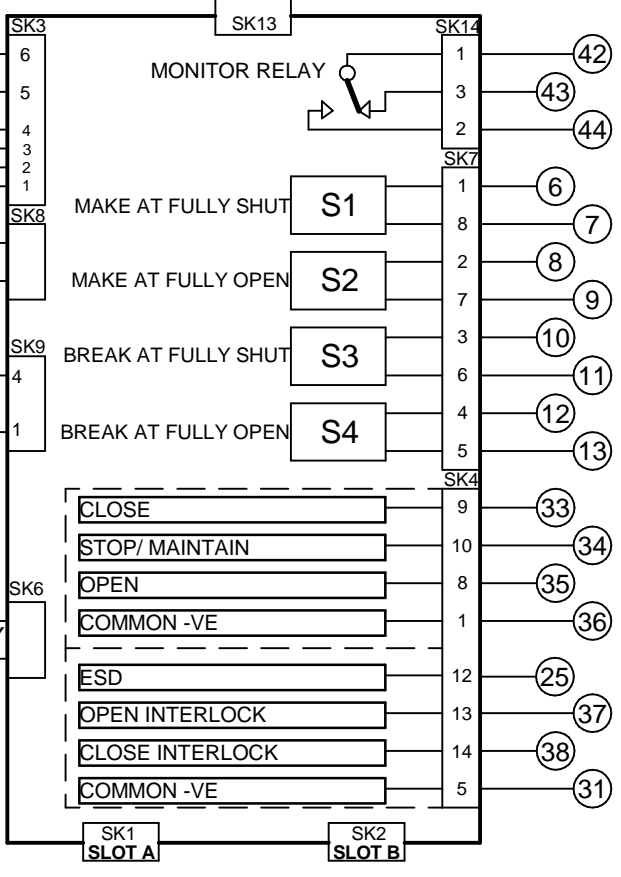 SK3
SK13
SK14
6
MONITOR RELAY
1
42
5
3
43
4
2
44
3
2
1
SK7
MAKE AT FULLY SHUT
S1
1
6
SK8
8
7
MAKE AT FULLY OPEN
S2
2
8
7
9
SK9
BREAK AT FULLY SHUT
S3
3
10
4
6
11
BREAK AT FULLY OPEN
S4
4
12
1
5
13
SK4
CLOSE
9
33
STOP/ MAINTAIN
10
34
SK6
OPEN
8
35
COMMON -VE
1
36
ESD
12
25
OPEN INTERLOCK
13
37
CLOSE INTERLOCK
14
38
COMMON -VE
5
31
SK1
SLOT A
SK2
SLOT B